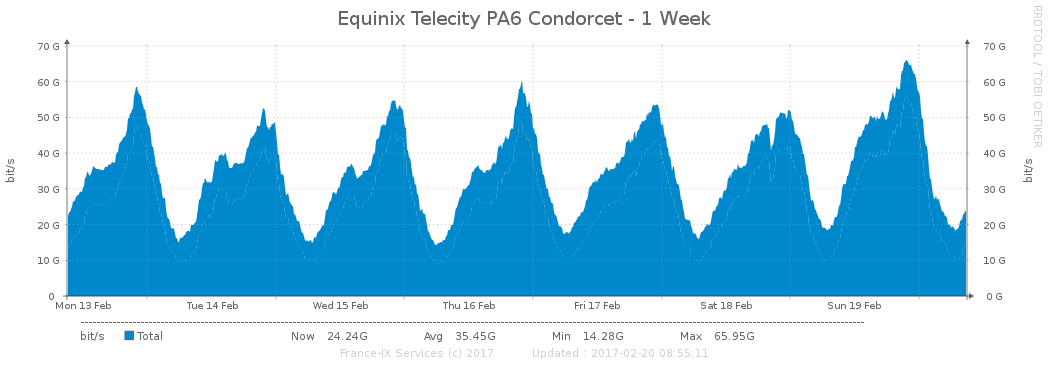 Equinix Telecity PA6 Condorcet - 1 Week
RRDTOOL / TOBI OETIKER
70 G 70 G
60 G 60 G
50 G 50 G
40 G 40 G
30 G 30 G
20 G 20 G
10 G 10 G
0 0 G
bit/s bit/s
Mon 13 Feb Tue 14 Feb Wed 15 Feb Thu 16 Feb Fri 17 Feb Sat 18 Feb Sun 19 Feb
bit/s Total Now 24.24G Avg 35.45G Min 14.28G Max 65.95G
France-IX Services (c) 2017 Updated : 2017-02-20 08:55:11